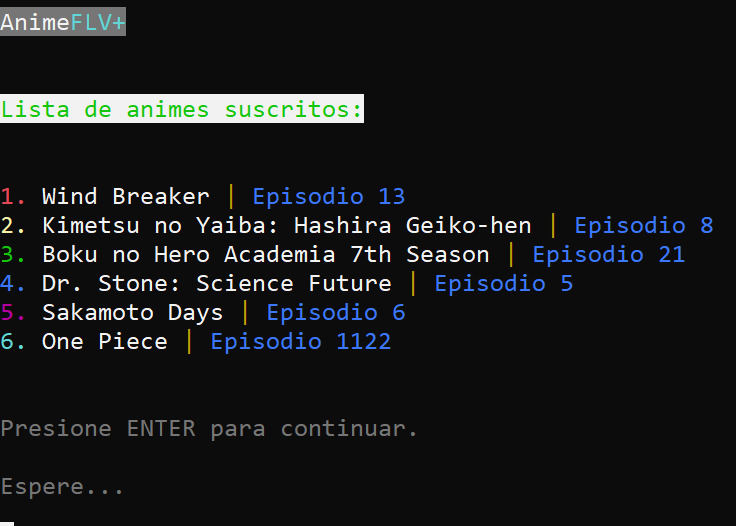 AnimeFLV+
Lista de animes suscritos:
1. Wind Breaker | Episodio 13
2. Kimetsu no Yaiba: Hashira Geiko-hen | Episodio 8
3. Boku no Hero Academia 7th Season | Episodio 21
4. Dr. Stone: Science Future | Episodio 5
5. Sakamoto Days | Episodio 6
6. One Piece | Episodio 1122
Presione ENTER para continuar.
Espere...